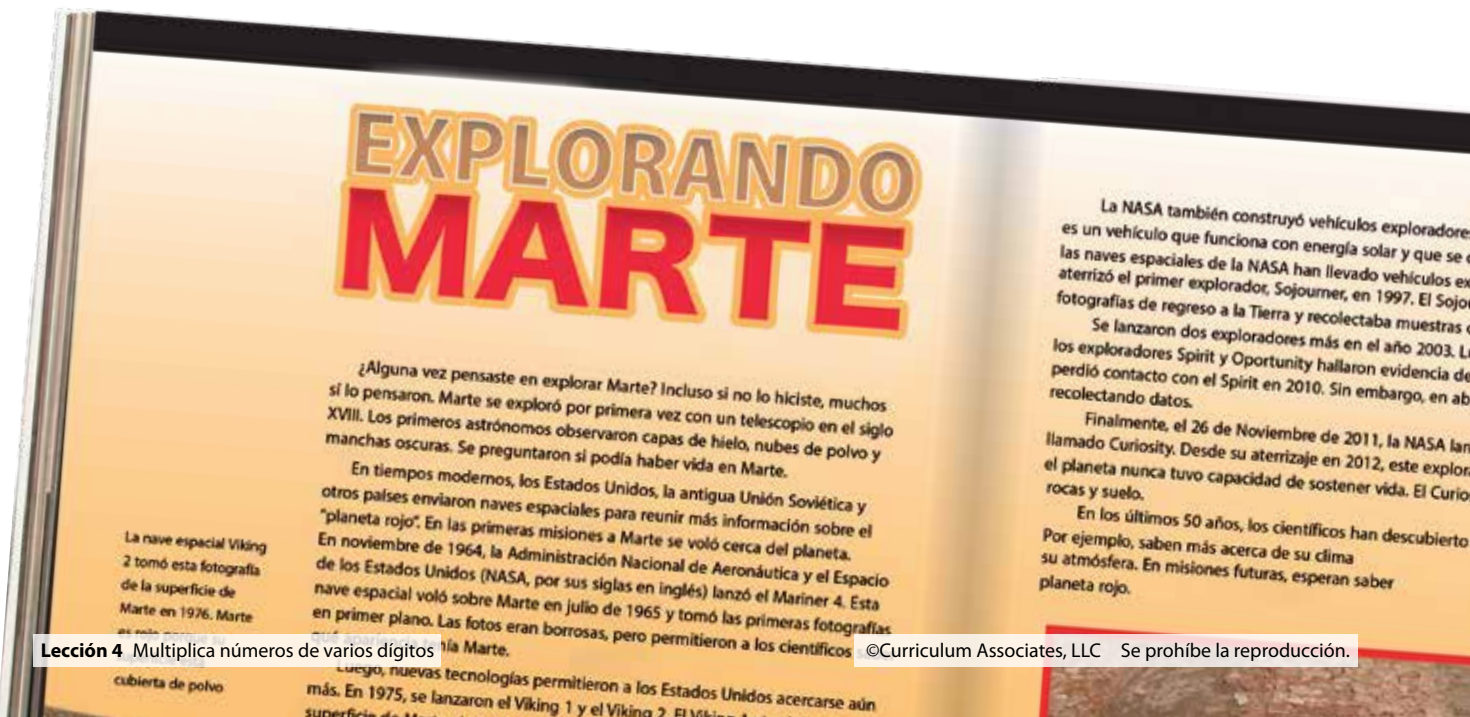 EXPLORANDO
MARTE
¿Alguna vez pensaste en explorar Marte? Incluso si no lo hiciste, muchos
sí lo pensaron. Marte se exploró por primera vez con un telescopio en el siglo
XVIII. Los primeros astrónomos observaron capas de hielo, nubes de polvo y
manchas oscuras. Se preguntaron si podía haber vida en Marte.
En tiempos modernos, los Estados Unidos, la antigua Unión Soviética y
otros países enviaron naves espaciales para reunir más información sobre el
"planeta rojo". En las primeras misiones a Marte se voló cerca del planeta.
En noviembre de 1964, la Administración Nacional de Aeronáutica y el Espacio
de los Estados Unidos (NASA, por sus siglas en inglés) lanzó el Mariner 4. Esta
nave espacial voló sobre Marte en julio de 1965 y tomó las primeras fotografías
en primer plano. Las fotos eran borrosas, pero permitieron a los científicos
qué apariencia tenía Marte.
Luego, nuevas tecnologías permitieron a los Estados Unidos acercarse aún
más. En 1975, se lanzaron el Viking 1 y el Viking 2. El Viking
La nave espacial Viking
2 tomó esta fotografía
de la superficie de
Marte en 1976. Marte
es rojo porque su
superficie está
cubierta de polvo
La NASA también construyó vehículos
es un vehículo que funciona con energía solar y que se
las naves espaciales de la NASA han llevado vehículos
aterrizó el primer explorador, Sojourner, en 1997. El
fotografías de regreso a la Tierra y recolectaba muestras
Se lanzaron dos exploradores más en el año 2003.
los exploradores Spirit y Oportunity hallaron evidencia
perdió contacto con el Spirit en 2010. Sin embargo, en
recolectando datos.
Finalmente, el 26 de Noviembre de 2011, la NASA
llamado Curiosity. Desde su aterrizaje en 2012, este
el planeta nunca tuvo capacidad de sostener vida. El
rocas y suelo.
En los últimos 50 años, los científicos han descubierto
Por ejemplo, saben más acerca de su clima
su atmósfera. En misiones futuras, esperan saber
planeta rojo.
Lección 4 Multiplica números de varios dígitos
©Curriculum Associates, LLC Se prohíbe la reproducción.